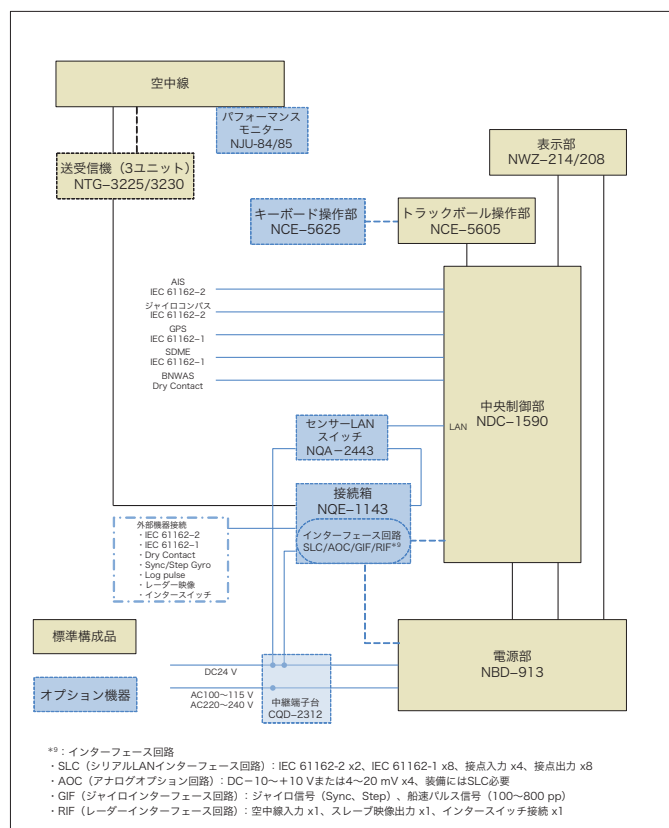 空中線
パフォーマンス
モニター
NJU-84/85
送受信機（3ユニット）
NTG−3225/3230
表示部
NWZ−214/208
キーボード操作部
NCE−5625
トラックボール操作部
NCE−5605
AIS
IEC 61162−2
ジャイロコンパス
IEC 61162−2
GPS
IEC 61162−1
SDME
IEC 61162−1
BNWAS
Dry Contact
中央制御部
NDC−1590
LAN
センサーLAN
スイッチ
NQA−2443
接続箱
NQE−1143
インターフェース回路
SLC/AOC/GIF/RIF*9
外部機器接続
・IEC 61162−2
・IEC 61162−1
・Dry Contact
・Sync/Step Gyro
・Log pulse
・レーダー映像
・インタースイッチ
標準構成品
オプション機器
DC24 V
AC100〜115 V
AC220〜240 V
中継端子台
CQD−2312
電源部
NBD−913
*9：インターフェース回路
・SLC（シリアルLANインターフェース回路）：IEC 61162-2 x2、IEC 61162-1 x8、接点入力 x4、接点出力 x8
・AOC（アナログオプション回路）：DC−10〜＋10 Vまたは4〜20 mV x4、装備にはSLC必要
・GIF（ジャイロインターフェース回路）：ジャイロ信号（Sync、Step）、船速パルス信号（100〜800 pp）
・RIF（レーダーインターフェース回路）：空中線入力 x1、スレーブ映像出力 x1、インタースイッチ接続 x1